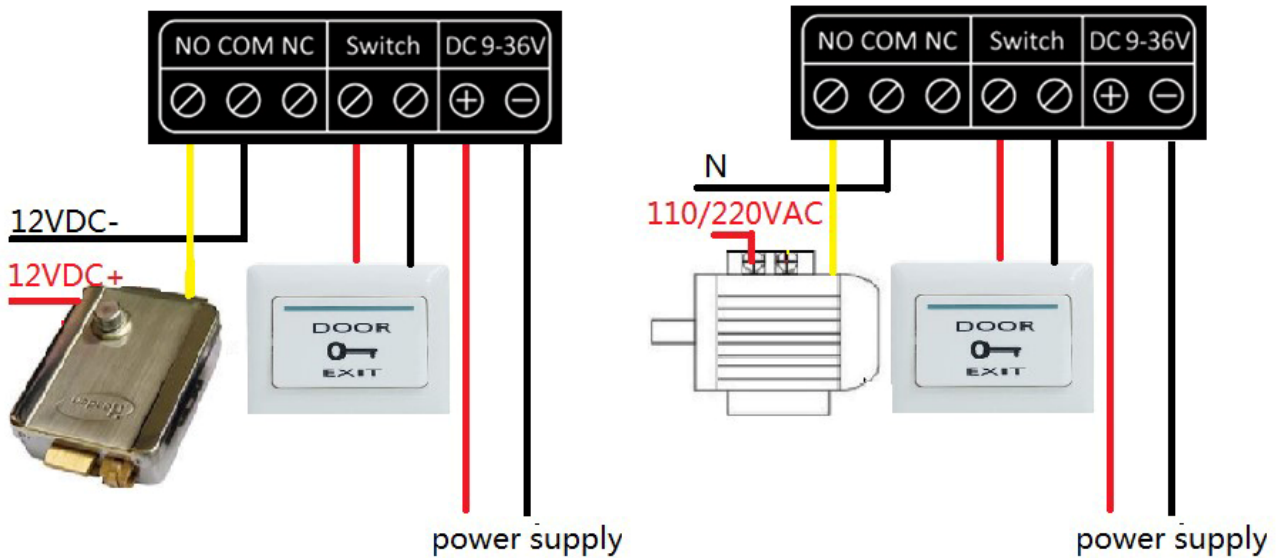 NO COM NC Switch DC 9-36V
12VDC-
12VDC+
DOOR
EXIT
power supply
NO COM NC Switch DC 9-36V
N
110/220VAC
DOOR
EXIT
power supply